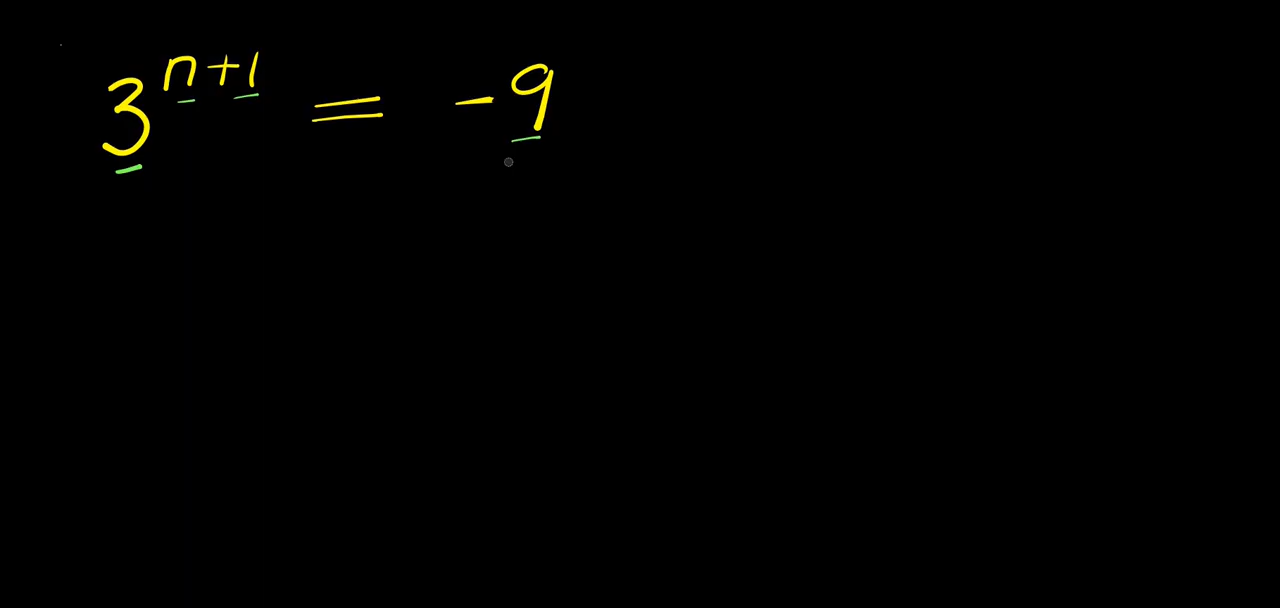 3^{n+1} = -9